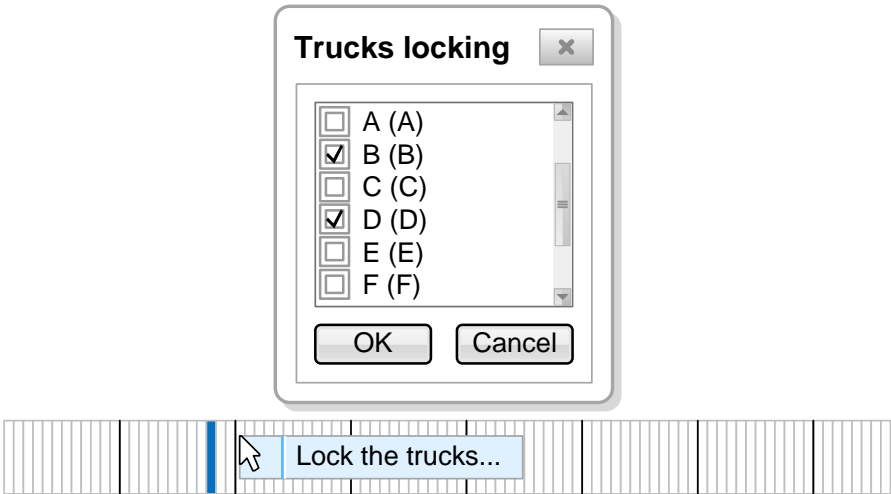 Trucks locking
A (A)
B (B)
C (C)
D (D)
E (E)
F (F)
OK
Cancel
Lock the trucks...